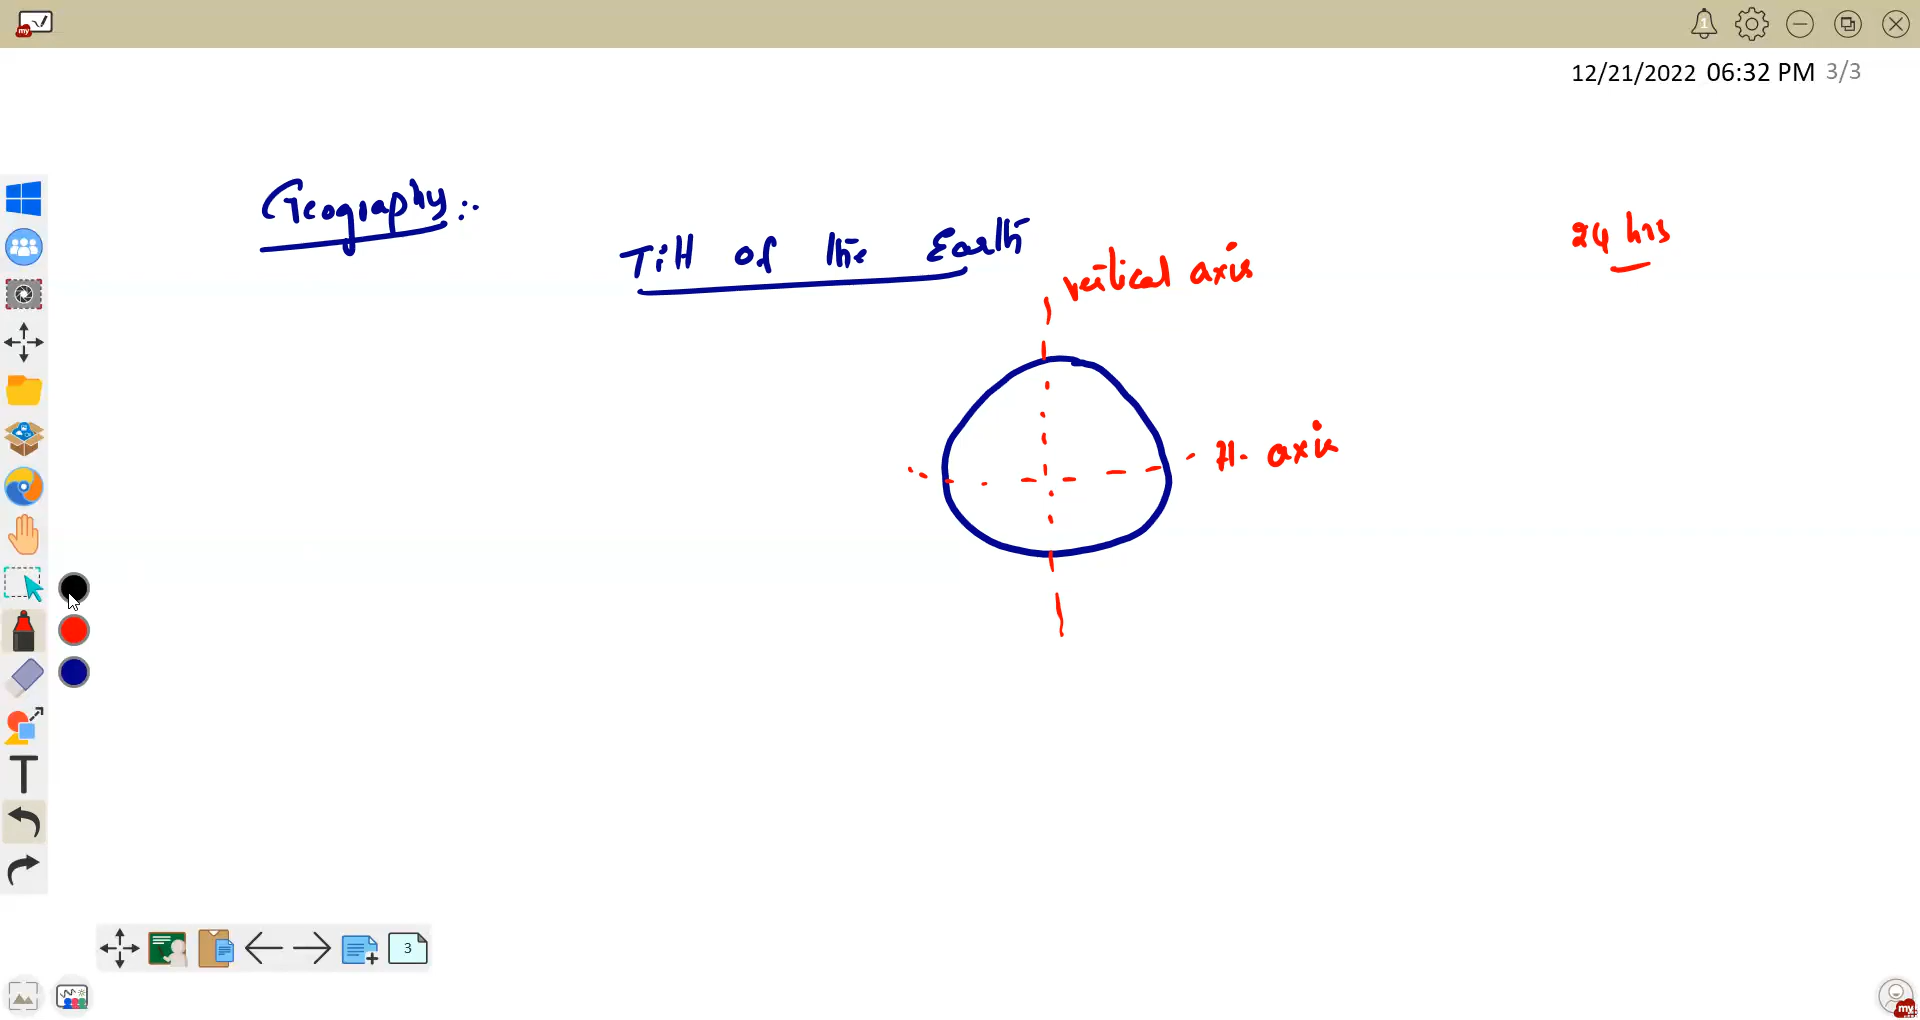 12/21/2022 06:32 PM 3/3
Geography :-
Tilt of the Earth
24 hrs
vertical axis
H. axis
3